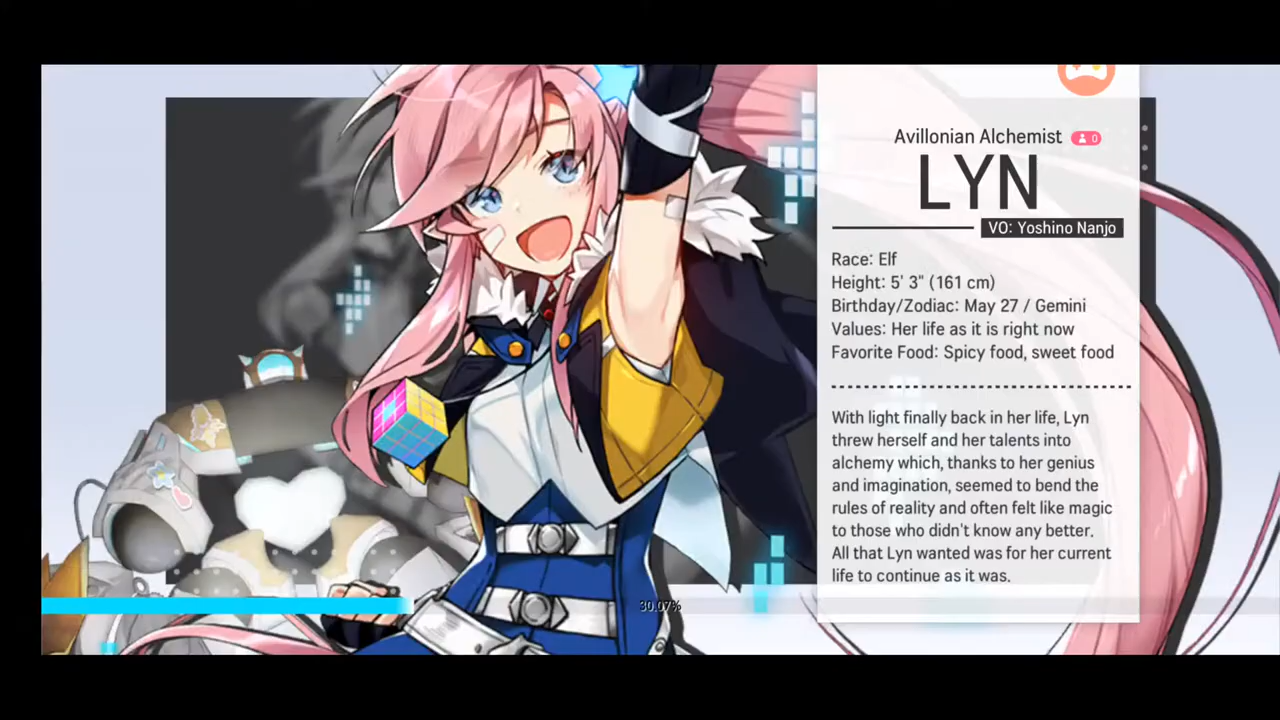 Avillonian Alchemist 0
LYN
VO: Yoshino Nanjo
Race: Elf
Height: 5' 3" (161 cm)
Birthday/Zodiac: May 27 / Gemini
Values: Her life as it is right now
Favorite Food: Spicy food, sweet food
With light finally back in her life, Lyn
threw herself and her talents into
alchemy which, thanks to her genius
and imagination, seemed to bend the
rules of reality and often felt like magic
to those who didn't know any better.
All that Lyn wanted was for her current
life to continue as it was.
30.07%